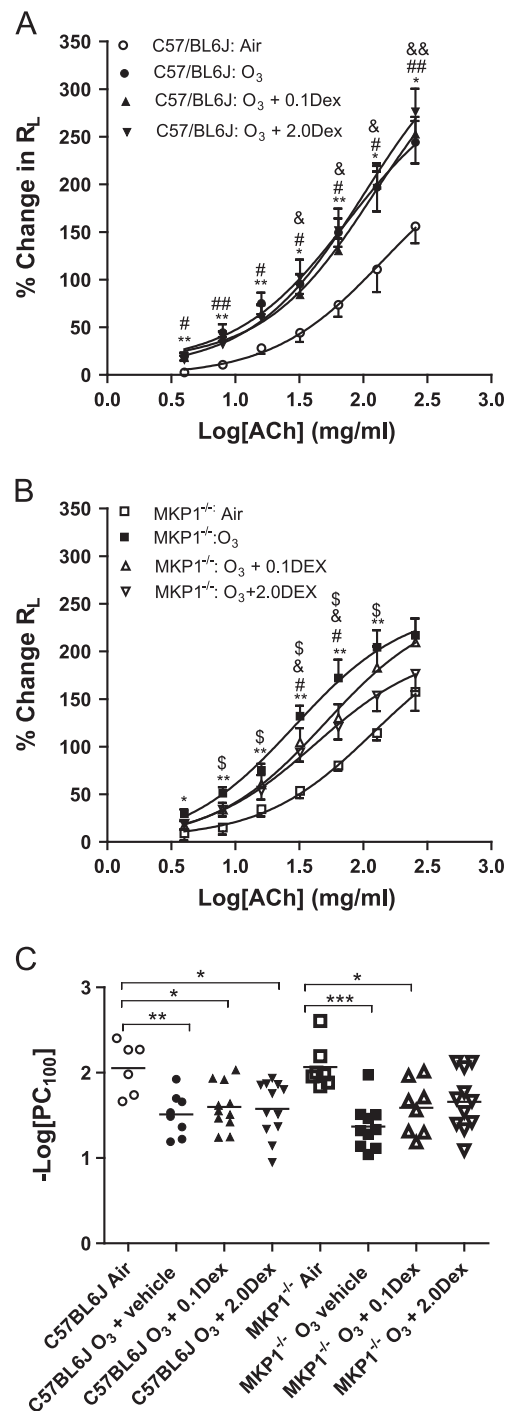 A
350
300
250
200
150
100
50
0
% Change in R_L
C57/BL6J: Air
C57/BL6J: O₃
C57/BL6J: O₃ + 0.1Dex
C57/BL6J: O₃ + 2.0Dex
&&
##
*
&
#
*
&
#
**
&
#
*
#
**
##
**
#
**
0.0 0.5 1.0 1.5 2.0 2.5 3.0
Log[ACh] (mg/ml)
B
350
300
250
200
150
100
50
0
% Change R_L
MKP1⁻/⁻: Air
MKP1⁻/⁻:O₃
MKP1⁻/⁻: O₃ + 0.1DEX
MKP1⁻/⁻: O₃+2.0DEX
$
&
#
**
$
**
$
&
#
**
$
**
$
**
*
0.0 0.5 1.0 1.5 2.0 2.5 3.0
Log[ACh] (mg/ml)
C
3
2
1
0
-Log[PC₁₀₀]
*
*
**
*
***
C57BL6J Air
C57BL6J O₃ + vehicle
C57BL6J O₃ + 0.1Dex
C57BL6J O₃ + 2.0Dex
MKP1⁻/⁻ Air
MKP1⁻/⁻ O₃ vehicle
MKP1⁻/⁻ O₃ + 0.1Dex
MKP1⁻/⁻ O₃ + 2.0Dex